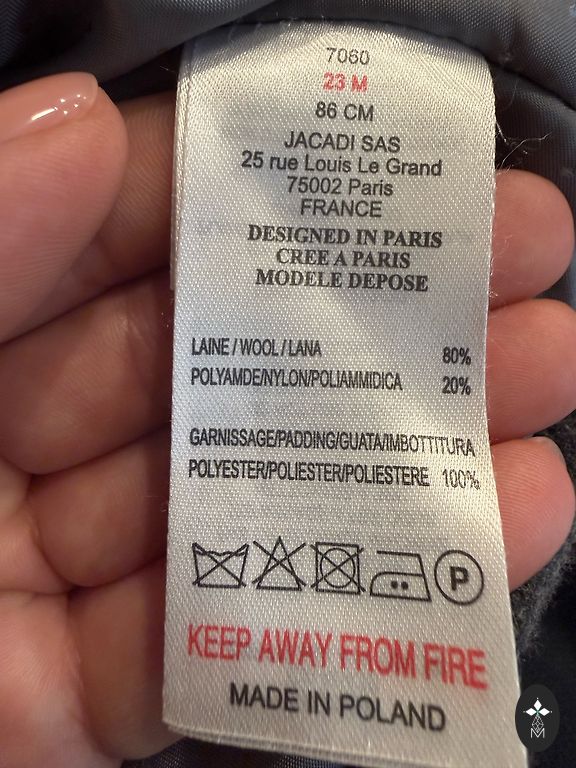 7060
23 M
86 CM
JACADI SAS
25 rue Louis Le Grand
75002 Paris
FRANCE
DESIGNED IN PARIS
CREE A PARIS
MODELE DEPOSE
LAINE / WOOL / LANA 80%
POLYAMDE/NYLON/POLIAMMIDICA 20%
GARNISSAGE/PADDING/GUATA/IMBOTTITURA
POLYESTER/POLIESTER/POLIESTERE 100%
P
KEEP AWAY FROM FIRE
MADE IN POLAND
M